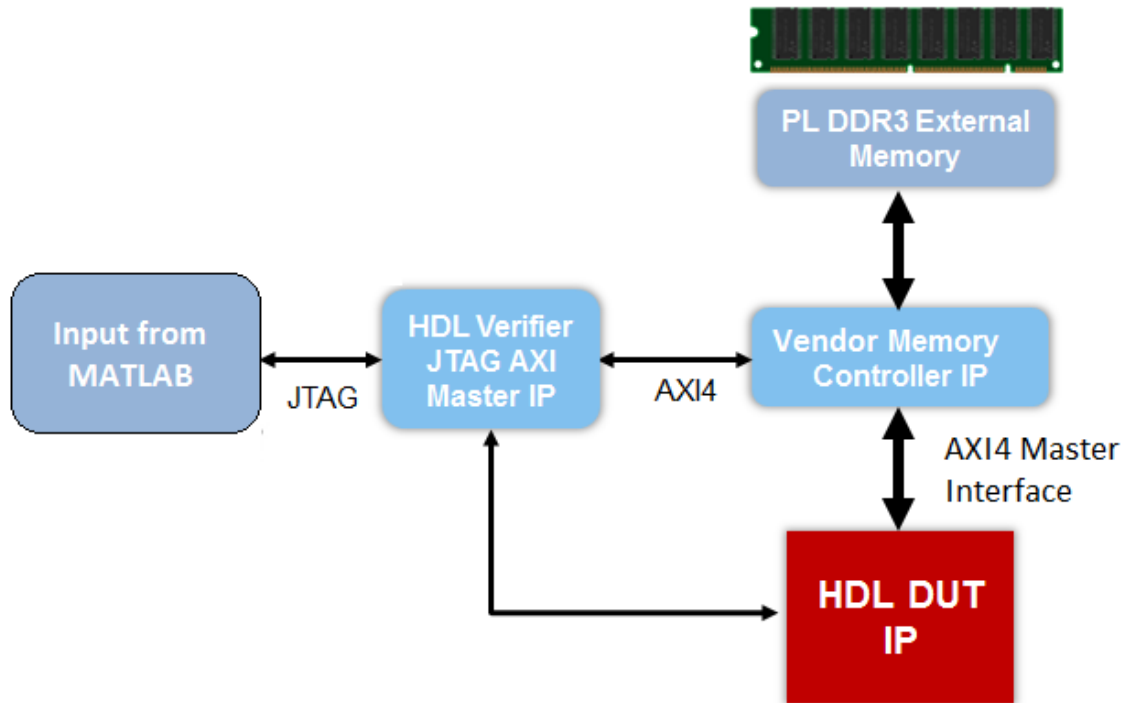 PL DDR3 External
Memory
Input from
MATLAB
JTAG
HDL Verifier
JTAG AXI
Master IP
AXI4
Vendor Memory
Controller IP
AXI4 Master
Interface
HDL DUT
IP